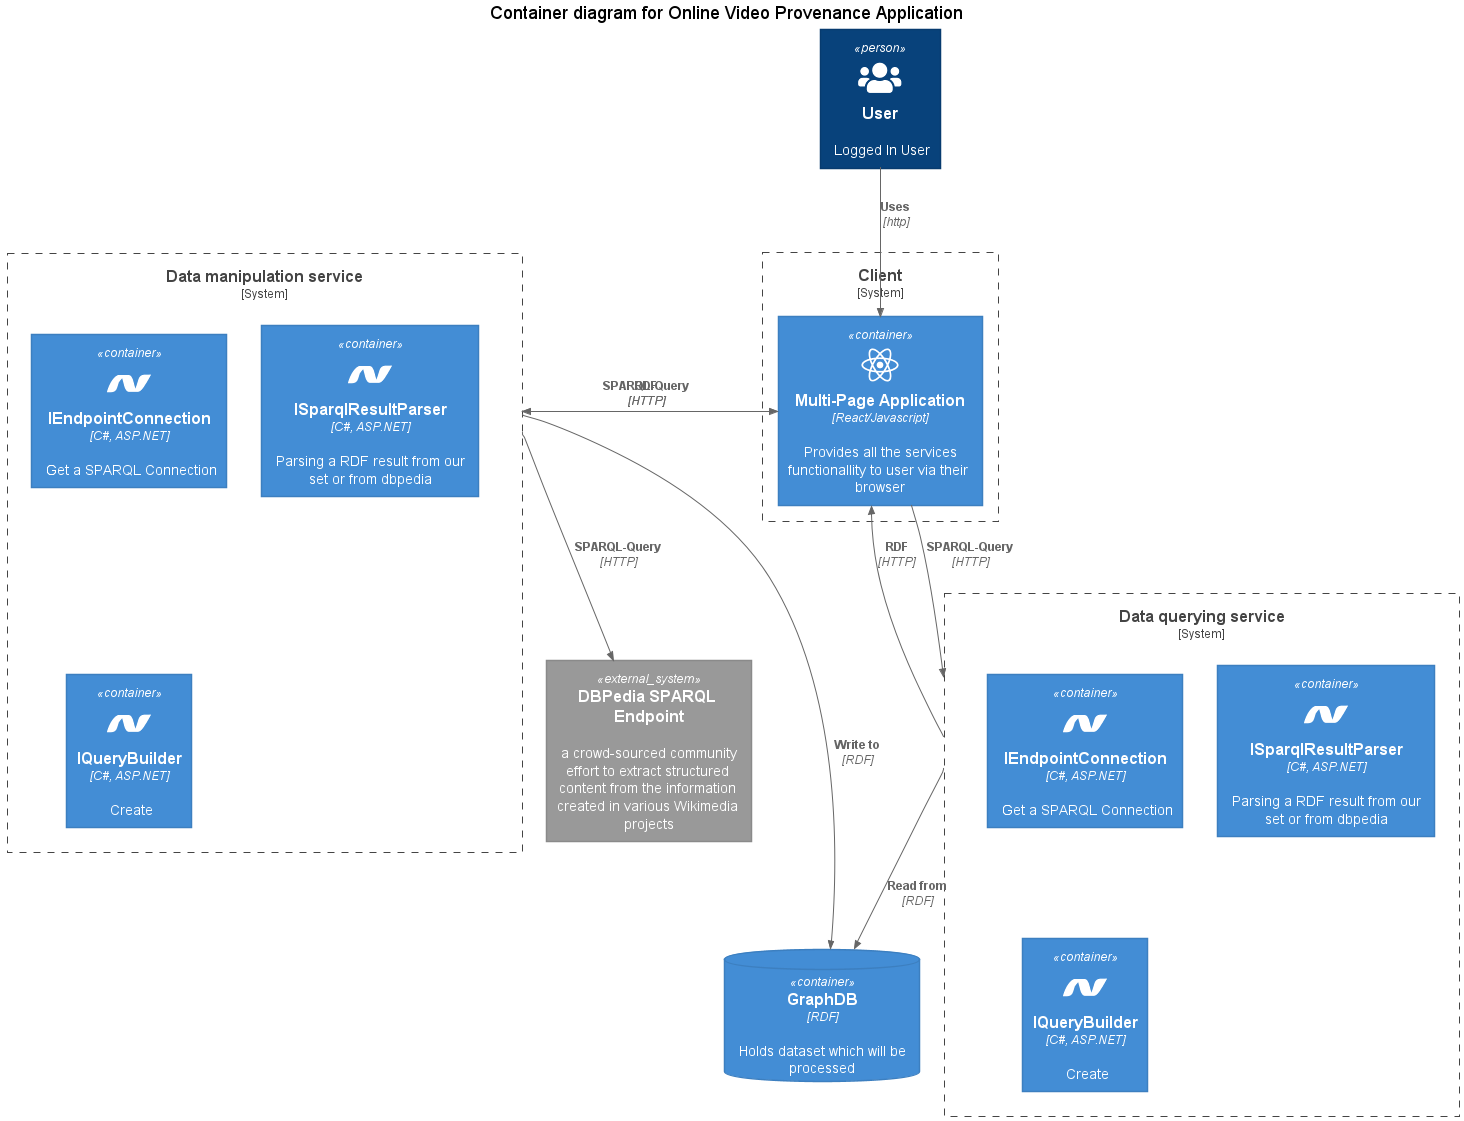 Container diagram for Online Video Provenance Application
«person»
User
Logged In User
Uses
[http]
Data manipulation service
[System]
«container»
IEndpointConnection
[C#, ASP.NET]
Get a SPARQL Connection
«container»
ISparqlResultParser
[C#, ASP.NET]
Parsing a RDF result from our
set or from dbpedia
«container»
IQueryBuilder
[C#, ASP.NET]
Create
Client
[System]
«container»
Multi-Page Application
[React/Javascript]
Provides all the services
functionallity to user via their
browser
SPARQL-Query
[HTTP]
RDF
[HTTP]
SPARQL-Query
[HTTP]
RDF
[HTTP]
SPARQL-Query
[HTTP]
«external_system»
DBPedia SPARQL
Endpoint
a crowd-sourced community
effort to extract structured
content from the information
created in various Wikimedia
projects
Write to
[RDF]
Read from
[RDF]
Data querying service
[System]
«container»
IEndpointConnection
[C#, ASP.NET]
Get a SPARQL Connection
«container»
ISparqlResultParser
[C#, ASP.NET]
Parsing a RDF result from our
set or from dbpedia
«container»
IQueryBuilder
[C#, ASP.NET]
Create
«container»
GraphDB
[RDF]
Holds dataset which will be
processed